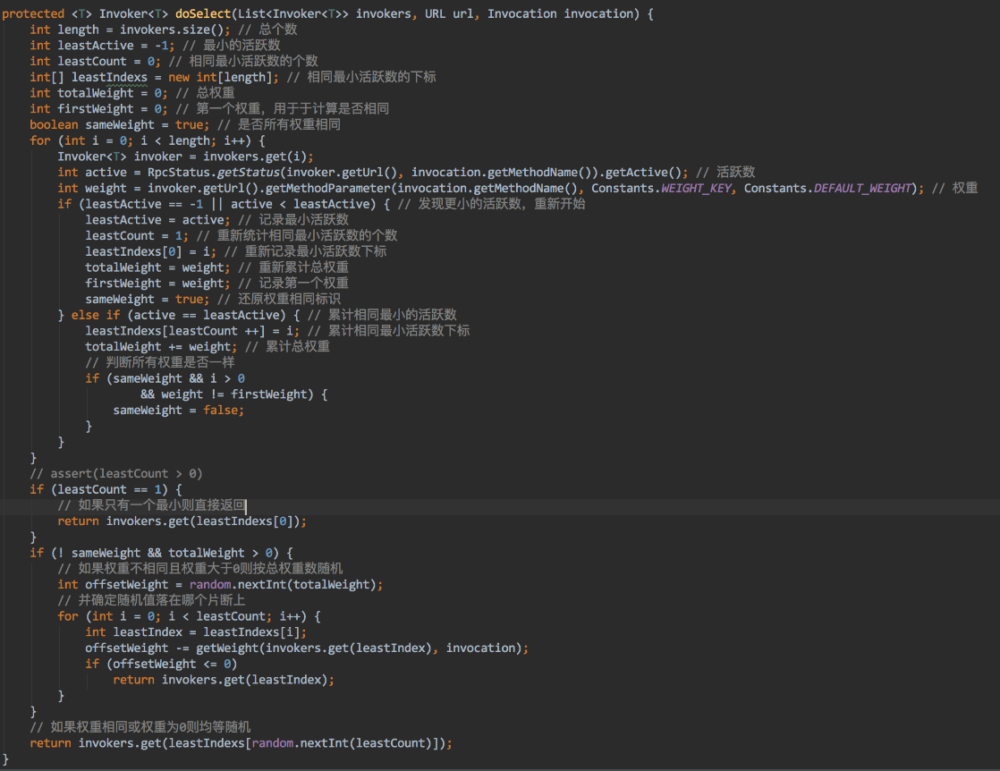 protected <T> Invoker<T> doSelect(List<Invoker<T>> invokers, URL url, Invocation invocation) {
    int length = invokers.size(); // 总个数
    int leastActive = -1; // 最小的活跃数
    int leastCount = 0; // 相同最小活跃数的个数
    int[] leastIndexs = new int[length]; // 相同最小活跃数的下标
    int totalWeight = 0; // 总权重
    int firstWeight = 0; // 第一个权重，用于于计算是否相同
    boolean sameWeight = true; // 是否所有权重相同
    for (int i = 0; i < length; i++) {
        Invoker<T> invoker = invokers.get(i);
        int active = RpcStatus.getStatus(invoker.getUrl(), invocation.getMethodName()).getActive(); // 活跃数
        int weight = invoker.getUrl().getMethodParameter(invocation.getMethodName(), Constants.WEIGHT_KEY, Constants.DEFAULT_WEIGHT); // 权重
        if (leastActive == -1 || active < leastActive) { // 发现更小的活跃数，重新开始
            leastActive = active; // 记录最小活跃数
            leastCount = 1; // 重新统计相同最小活跃数的个数
            leastIndexs[0] = i; // 重新记录最小活跃数下标
            totalWeight = weight; // 重新累计总权重
            firstWeight = weight; // 记录第一个权重
            sameWeight = true; // 还原权重相同标识
        } else if (active == leastActive) { // 累计相同最小的活跃数
            leastIndexs[leastCount ++] = i; // 累计相同最小活跃数下标
            totalWeight += weight; // 累计总权重
            // 判断所有权重是否一样
            if (sameWeight && i > 0
                    && weight != firstWeight) {
                sameWeight = false;
            }
        }
    }
    // assert(leastCount > 0)
    if (leastCount == 1) {
        // 如果只有一个最小则直接返回
        return invokers.get(leastIndexs[0]);
    }
    if (! sameWeight && totalWeight > 0) {
        // 如果权重不相同且权重大于0则按总权重数随机
        int offsetWeight = random.nextInt(totalWeight);
        // 并确定随机值落在哪个片断上
        for (int i = 0; i < leastCount; i++) {
            int leastIndex = leastIndexs[i];
            offsetWeight -= getWeight(invokers.get(leastIndex), invocation);
            if (offsetWeight <= 0)
                return invokers.get(leastIndex);
        }
    }
    // 如果权重相同或权重为0则均等随机
    return invokers.get(leastIndexs[random.nextInt(leastCount)]);
}